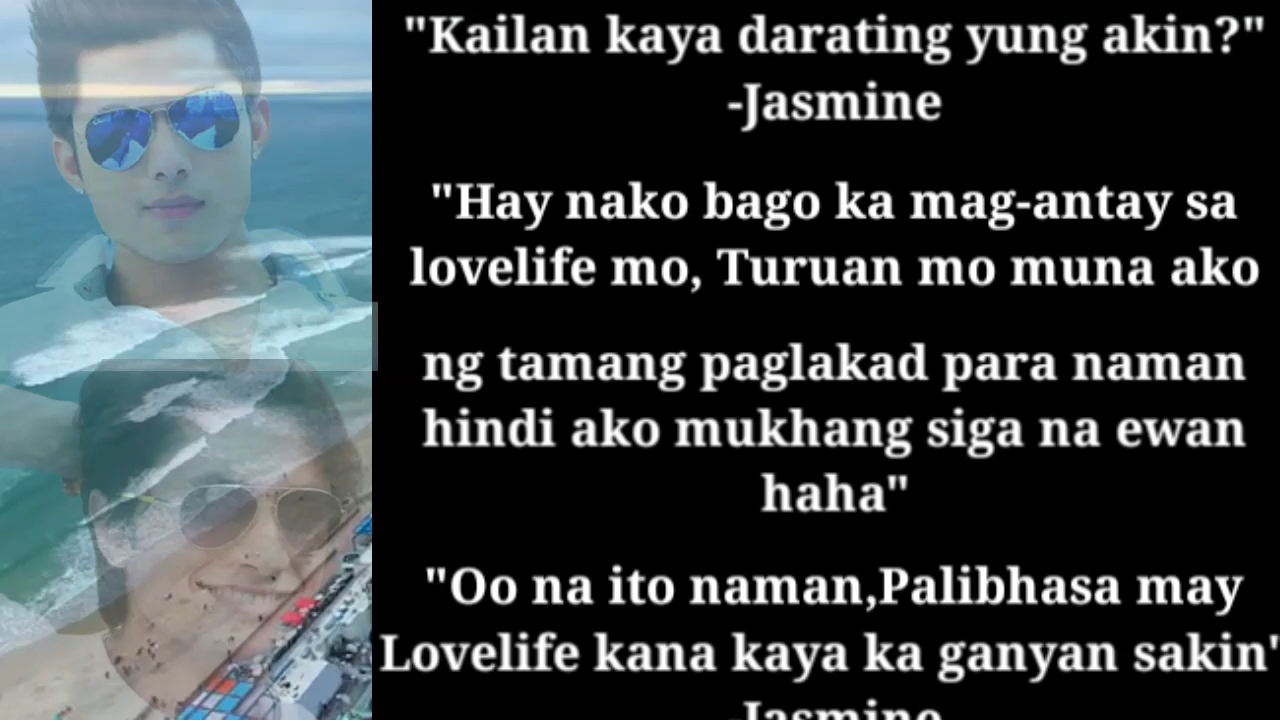 "Kailan kaya darating yung akin?"
-Jasmine
"Hay nako bago ka mag-antay sa
lovelife mo, Turuan mo muna ako
ng tamang paglakad para naman
hindi ako mukhang siga na ewan
haha"
"Oo na ito naman,Palibhasa may
Lovelife kana kaya ka ganyan sakin"
-Jasmine